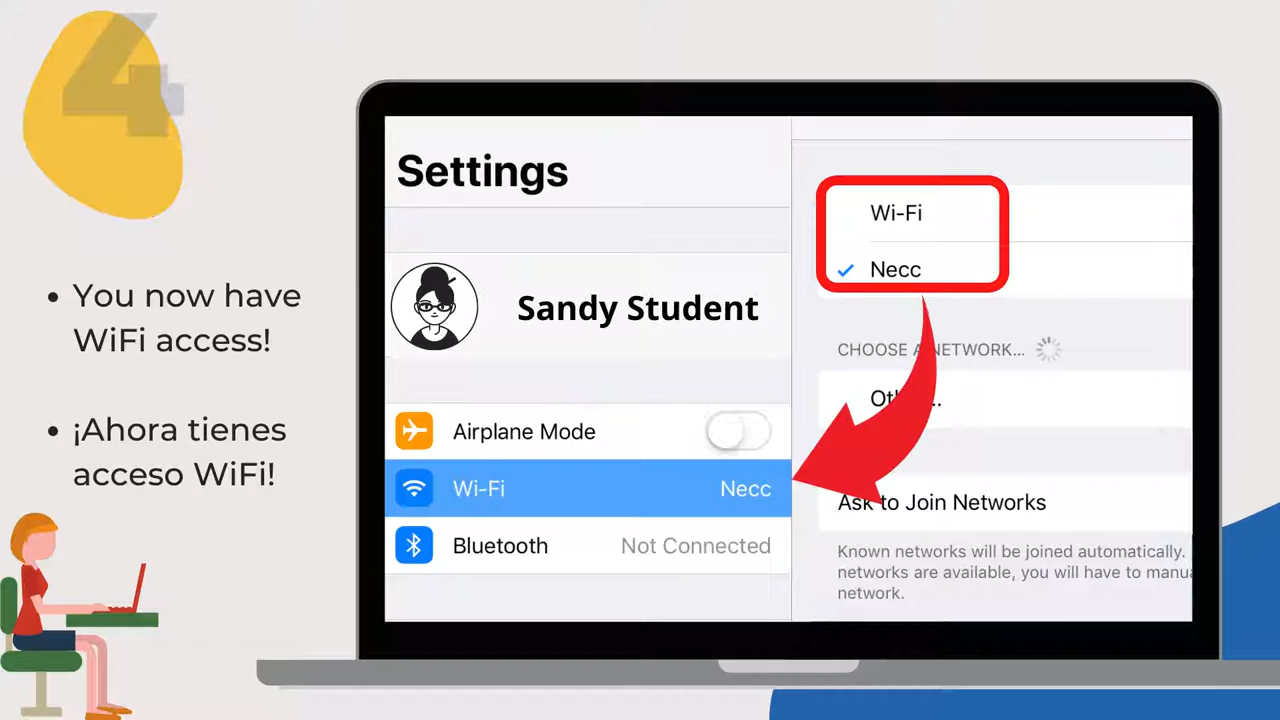 4
You now have
WiFi access!
¡Ahora tienes
acceso WiFi!
Settings
Sandy Student
Airplane Mode
Wi-Fi Necc
Bluetooth Not Connected
Wi-Fi
Necc
CHOOSE A NETWORK...
Ask to Join Networks
Known networks will be joined automatically.
networks are available, you will have to manua
network.